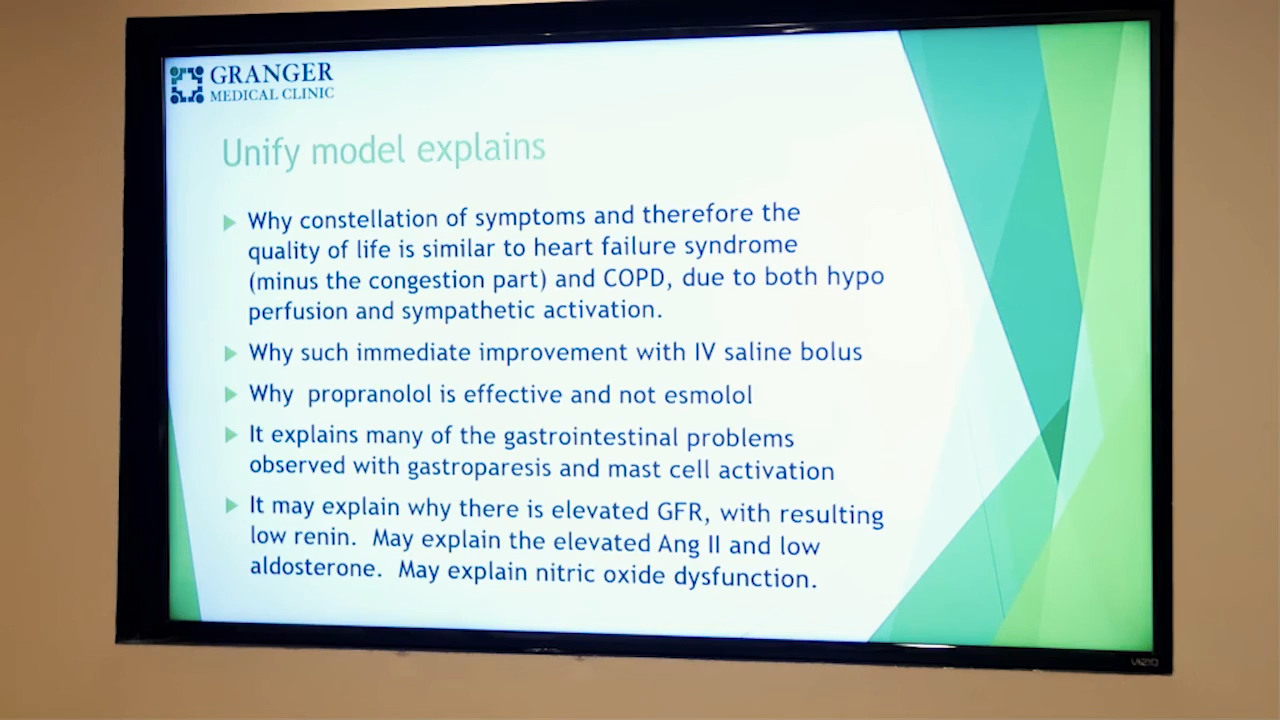 GRANGER
MEDICAL CLINIC
Unify model explains
Why constellation of symptoms and therefore the
quality of life is similar to heart failure syndrome
(minus the congestion part) and COPD, due to both hypo
perfusion and sympathetic activation.
Why such immediate improvement with IV saline bolus
Why propranolol is effective and not esmolol
It explains many of the gastrointestinal problems
observed with gastroparesis and mast cell activation
It may explain why there is elevated GFR, with resulting
low renin. May explain the elevated Ang II and low
aldosterone. May explain nitric oxide dysfunction.
VIZIO